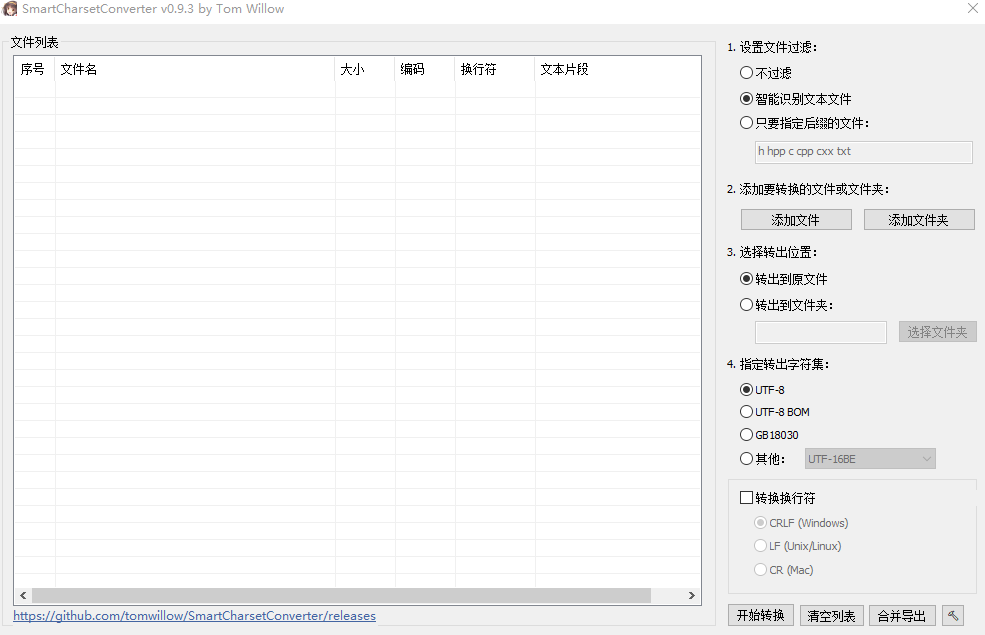 SmartCharsetConverter v0.9.3 by Tom Willow
文件列表
序号 文件名 大小 编码 换行符 文本片段
https://github.com/tomwillow/SmartCharsetConverter/releases
1. 设置文件过滤：
不过滤
智能识别文本文件
只要指定后缀的文件：
h hpp c cpp cxx txt
2. 添加要转换的文件或文件夹：
添加文件 添加文件夹
3. 选择转出位置：
转出到原文件
转出到文件夹：
选择文件夹
4. 指定转出字符集：
UTF-8
UTF-8 BOM
GB18030
其他： UTF-16BE
转换换行符
CRLF (Windows)
LF (Unix/Linux)
CR (Mac)
开始转换 清空列表 合并导出